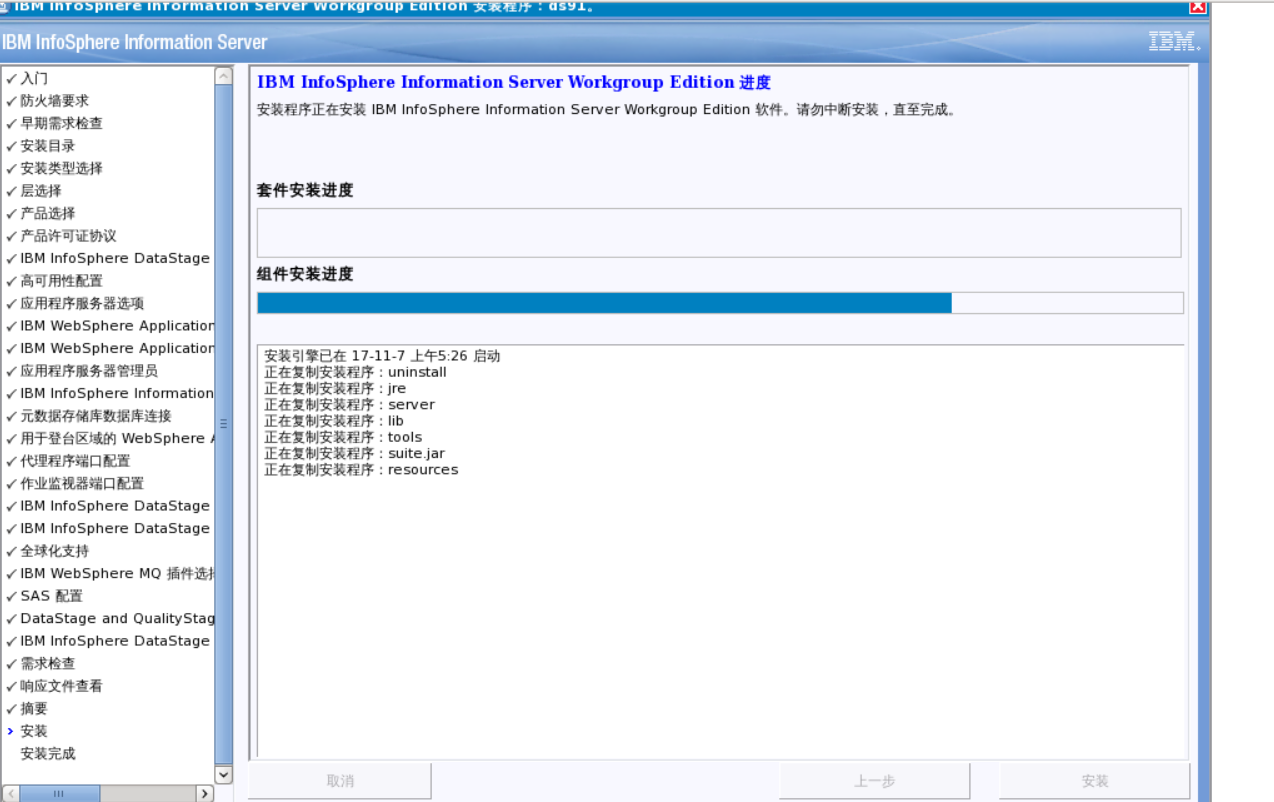 IBM InfoSphere Information Server Workgroup Edition 安装程序：ds91。
IBM InfoSphere Information Server
IBM.
✓ 入门
✓ 防火墙要求
✓ 早期需求检查
✓ 安装目录
✓ 安装类型选择
✓ 层选择
✓ 产品选择
✓ 产品许可证协议
✓ IBM InfoSphere DataStage
✓ 高可用性配置
✓ 应用程序服务器选项
✓ IBM WebSphere Application
✓ IBM WebSphere Application
✓ 应用程序服务器管理员
✓ IBM InfoSphere Information
✓ 元数据存储库数据库连接
✓ 用于登台区域的 WebSphere A
✓ 代理程序端口配置
✓ 作业监视器端口配置
✓ IBM InfoSphere DataStage
✓ IBM InfoSphere DataStage
✓ 全球化支持
✓ IBM WebSphere MQ 插件选择
✓ SAS 配置
✓ DataStage and QualityStag
✓ IBM InfoSphere DataStage
✓ 需求检查
✓ 响应文件查看
✓ 摘要
› 安装
安装完成
IBM InfoSphere Information Server Workgroup Edition 进度
安装程序正在安装 IBM InfoSphere Information Server Workgroup Edition 软件。请勿中断安装，直至完成。
套件安装进度
组件安装进度
安装引擎已在 17-11-7 上午5:26 启动
正在复制安装程序：uninstall
正在复制安装程序：jre
正在复制安装程序：server
正在复制安装程序：lib
正在复制安装程序：tools
正在复制安装程序：suite.jar
正在复制安装程序：resources
取消
上一步
安装